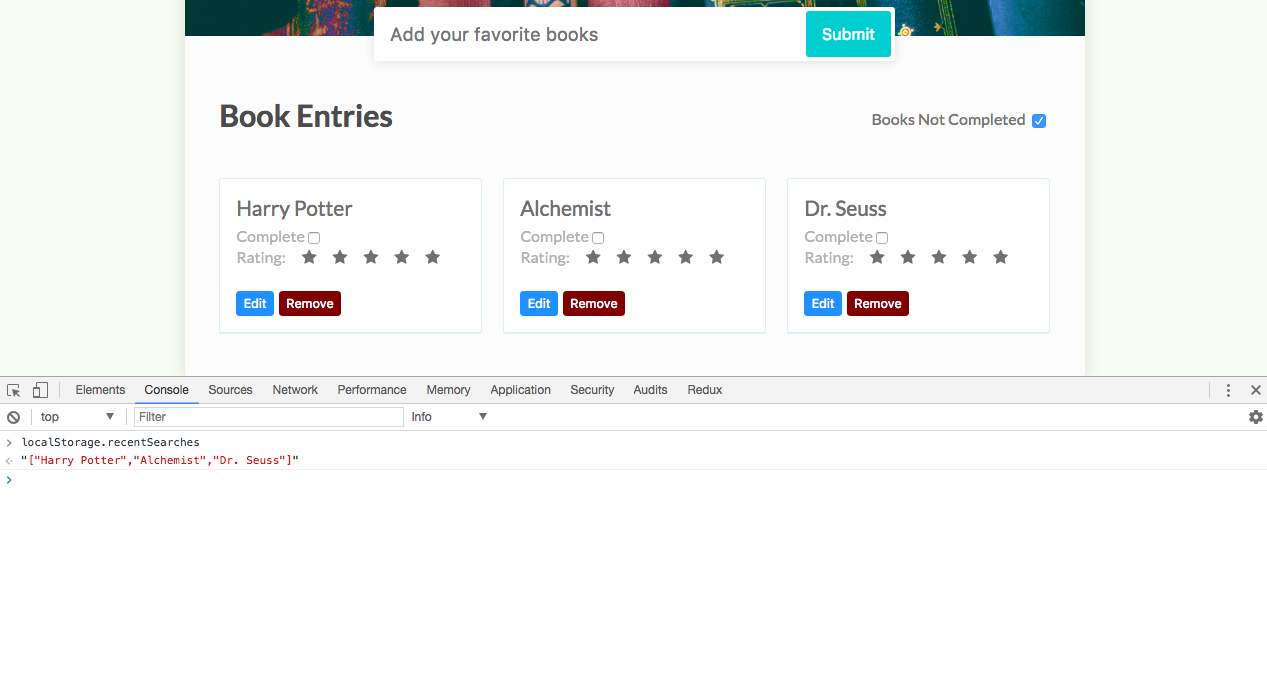 Add your favorite books Submit
Book Entries Books Not Completed
Harry Potter Alchemist Dr. Seuss
Complete Complete Complete
Rating: Rating: Rating:
Edit Remove Edit Remove Edit Remove
Elements Console Sources Network Performance Memory Application Security Audits Redux
top Filter Info
localStorage.recentSearches
"["Harry Potter","Alchemist","Dr. Seuss"]"